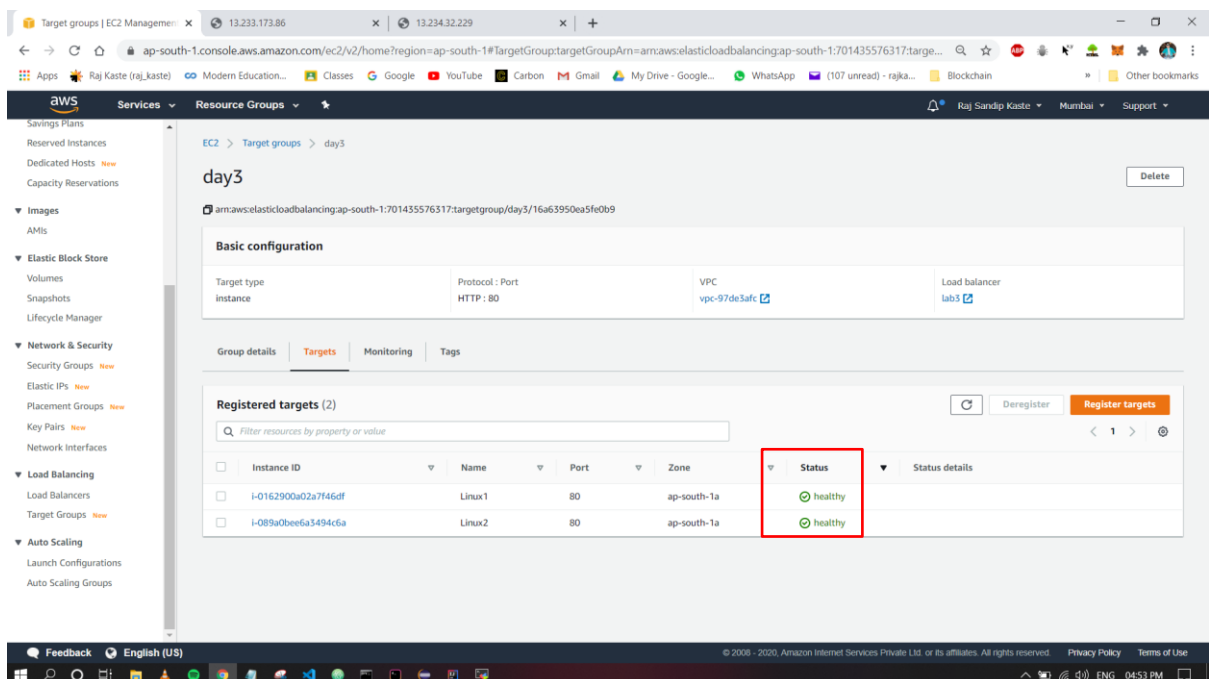 Target groups | EC2 Managemen
13.233.173.86
13.234.32.229
ap-south-1.console.aws.amazon.com/ec2/v2/home?region=ap-south-1#TargetGroup:targetGroupArn=arn:aws:elasticloadbalancing:ap-south-1:701435576317:targe...
Apps Raj Kaste (raj_kaste) Modern Education... Classes Google YouTube Carbon Gmail My Drive - Google... WhatsApp (107 unread) - rajka... Blockchain » Other bookmarks
aws Services Resource Groups Raj Sandip Kaste Mumbai Support
Savings Plans
Reserved Instances
Dedicated Hosts New
Capacity Reservations
Images
AMIs
Elastic Block Store
Volumes
Snapshots
Lifecycle Manager
Network & Security
Security Groups New
Elastic IPs New
Placement Groups New
Key Pairs New
Network Interfaces
Load Balancing
Load Balancers
Target Groups New
Auto Scaling
Launch Configurations
Auto Scaling Groups
EC2 > Target groups > day3
day3 Delete
arn:aws:elasticloadbalancing:ap-south-1:701435576317:targetgroup/day3/16a63950ea5fe0b9
Basic configuration
Target type Protocol : Port VPC Load balancer
instance HTTP : 80 vpc-97de3afc lab3
Group details Targets Monitoring Tags
Registered targets (2) Deregister Register targets
Filter resources by property or value < 1 >
Instance ID Name Port Zone Status Status details
i-0162900a02a7f46df Linux1 80 ap-south-1a healthy
i-089a0bee6a3494c6a Linux2 80 ap-south-1a healthy
Feedback English (US) © 2008 - 2020, Amazon Internet Services Private Ltd. or its affiliates. All rights reserved. Privacy Policy Terms of Use
ENG 04:53 PM